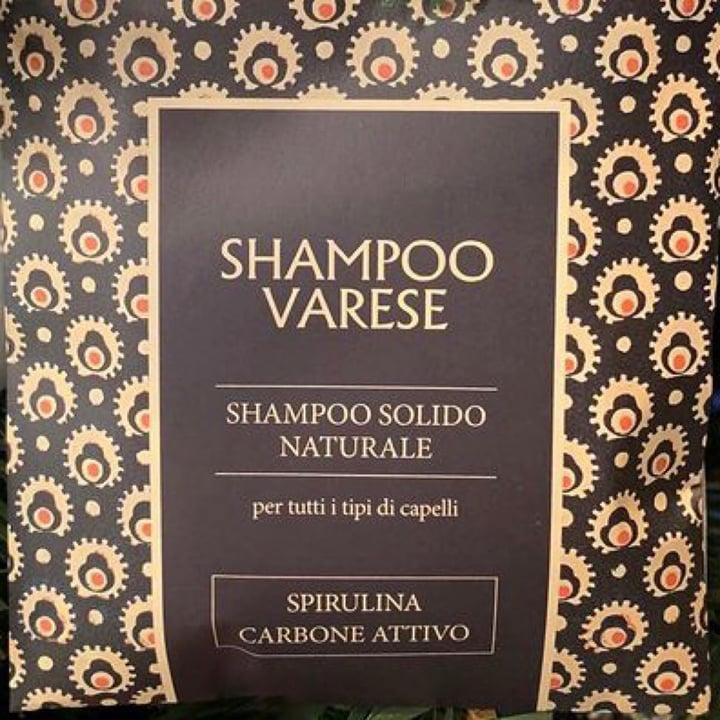 SHAMPOO
VARESE
SHAMPOO SOLIDO
NATURALE
per tutti i tipi di capelli
SPIRULINA
CARBONE ATTIVO